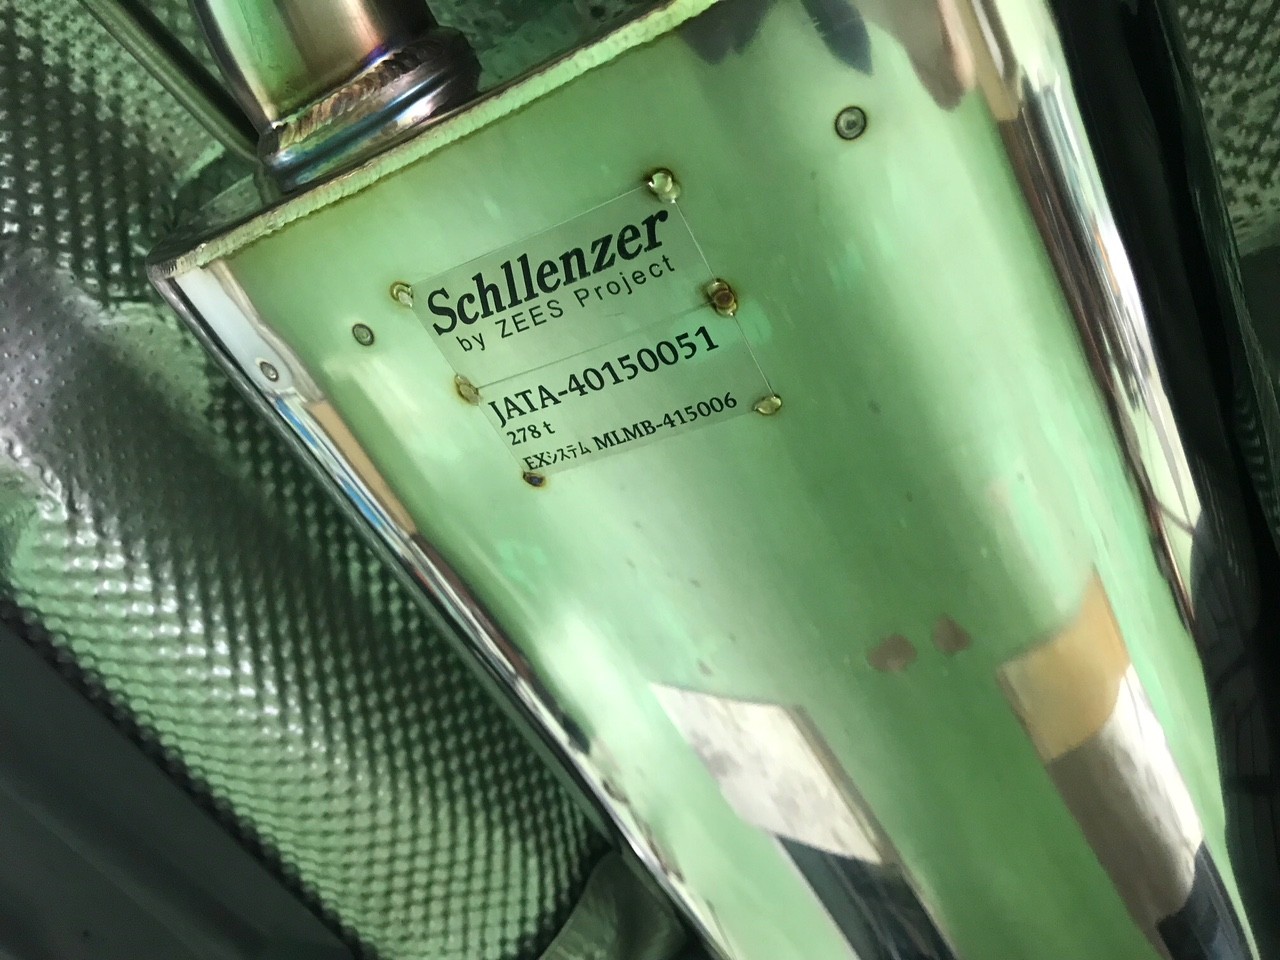 Schllenzer
by ZEES Project
JATA-40150051
278 t
EXシステム MLMB-415006